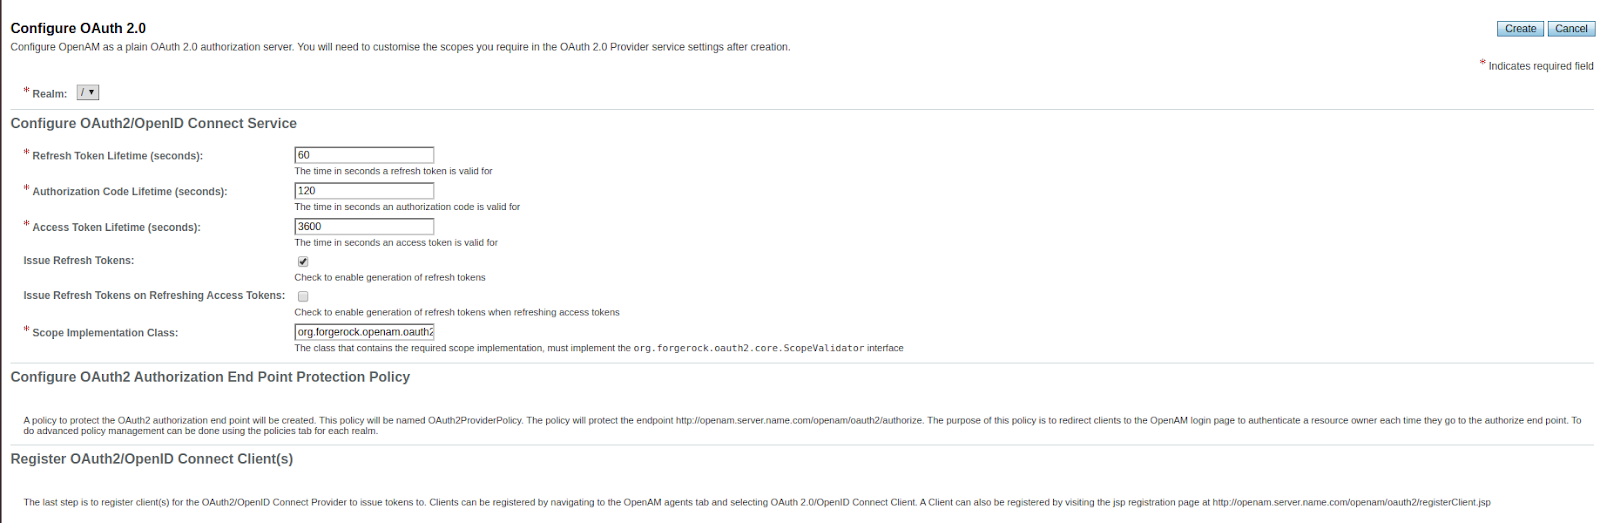 Configure OAuth 2.0
Create
Cancel
Configure OpenAM as a plain OAuth 2.0 authorization server. You will need to customise the scopes you require in the OAuth 2.0 Provider service settings after creation.
* Indicates required field
* Realm: /
Configure OAuth2/OpenID Connect Service
* Refresh Token Lifetime (seconds): 60
The time in seconds a refresh token is valid for
* Authorization Code Lifetime (seconds): 120
The time in seconds an authorization code is valid for
* Access Token Lifetime (seconds): 3600
The time in seconds an access token is valid for
Issue Refresh Tokens:
Check to enable generation of refresh tokens
Issue Refresh Tokens on Refreshing Access Tokens:
Check to enable generation of refresh tokens when refreshing access tokens
* Scope Implementation Class: org.forgerock.openam.oauth2
The class that contains the required scope implementation, must implement the org.forgerock.oauth2.core.ScopeValidator interface
Configure OAuth2 Authorization End Point Protection Policy
A policy to protect the OAuth2 authorization end point will be created. This policy will be named OAuth2ProviderPolicy. The policy will protect the endpoint http://openam.server.name.com/openam/oauth2/authorize. The purpose of this policy is to redirect clients to the OpenAM login page to authenticate a resource owner each time they go to the authorize end point. To
do advanced policy management can be done using the policies tab for each realm.
Register OAuth2/OpenID Connect Client(s)
The last step is to register client(s) for the OAuth2/OpenID Connect Provider to issue tokens to. Clients can be registered by navigating to the OpenAM agents tab and selecting OAuth 2.0/OpenID Connect Client. A Client can also be registered by visiting the jsp registration page at http://openam.server.name.com/openam/oauth2/registerClient.jsp